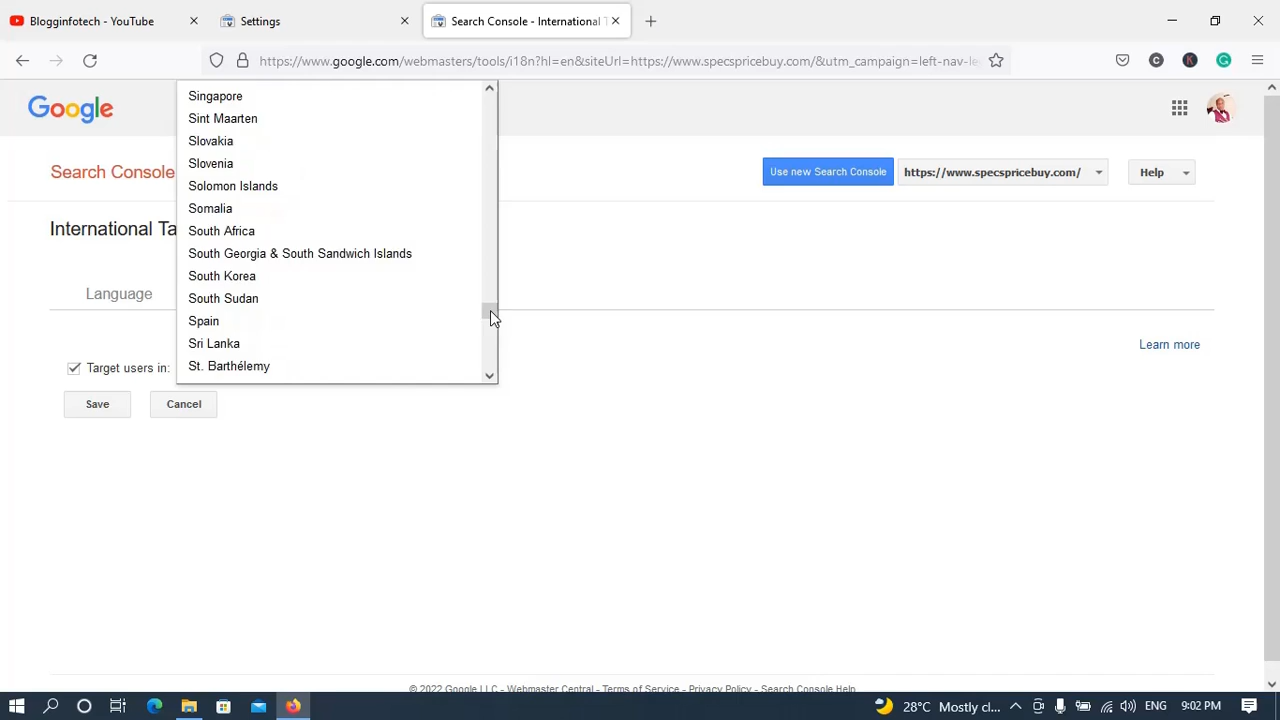 Blogginfotech - YouTube
Settings
Search Console - International T
https://www.google.com/webmasters/tools/i18n?hl=en&siteUrl=https://www.specspricebuy.com/&utm_campaign=left-nav-le
Singapore
Google
Sint Maarten
Slovakia
Slovenia
Search Console
Use new Search Console
https://www.specspricebuy.com/
Help
Solomon Islands
Somalia
International Ta
South Africa
South Georgia & South Sandwich Islands
South Korea
Language
South Sudan
Spain
Sri Lanka
Learn more
Target users in:
St. Barthélemy
Save
Cancel
© 2022 Google LLC - Webmaster Central - Terms of Service - Privacy Policy - Search Console Help
28°C Mostly cl...
ENG
9:02 PM